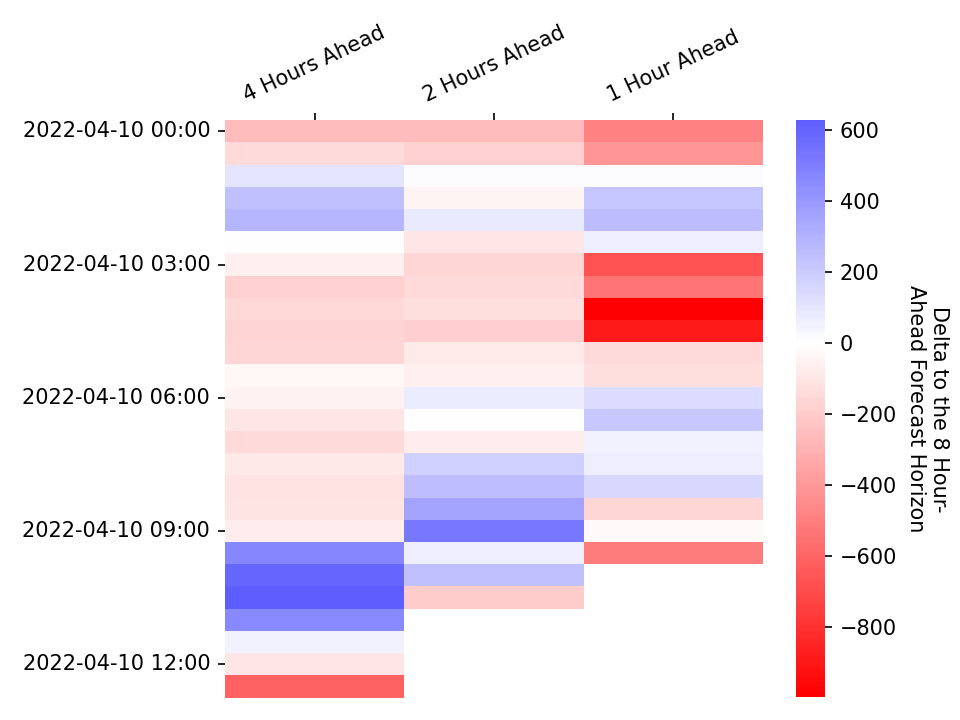 4 Hours Ahead
2 Hours Ahead
1 Hour Ahead
2022-04-10 00:00
2022-04-10 03:00
2022-04-10 06:00
2022-04-10 09:00
2022-04-10 12:00
600
400
200
0
−200
−400
−600
−800
Delta to the 8 Hour-
Ahead Forecast Horizon